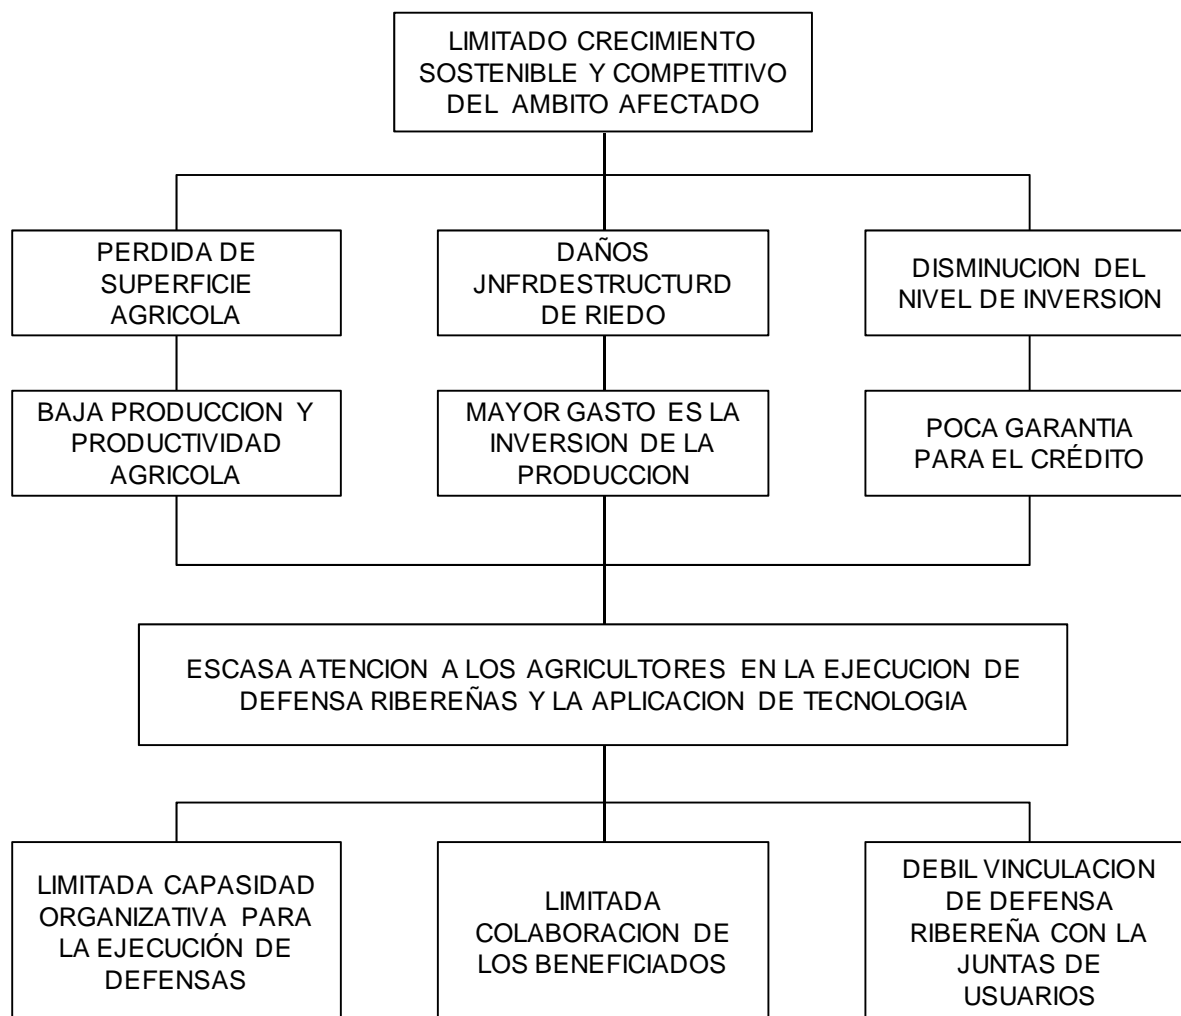 LIMITADO CRECIMIENTO
SOSTENIBLE Y COMPETITIVO
DEL AMBITO AFECTADO
PERDIDA DE
SUPERFICIE
AGRICOLA
DAÑOS
JNFRDESTRUCTURD
DE RIEDO
DISMINUCION DEL
NIVEL DE INVERSION
BAJA PRODUCCION Y
PRODUCTIVIDAD
AGRICOLA
MAYOR GASTO ES LA
INVERSION DE LA
PRODUCCION
POCA GARANTIA
PARA EL CRÉDITO
ESCASA ATENCION A LOS AGRICULTORES EN LA EJECUCION DE
DEFENSA RIBEREÑAS Y LA APLICACION DE TECNOLOGIA
LIMITADA CAPASIDAD
ORGANIZATIVA PARA
LA EJECUCIÓN DE
DEFENSAS
LIMITADA
COLABORACION DE
LOS BENEFICIADOS
DEBIL VINCULACION
DE DEFENSA
RIBEREÑA CON LA
JUNTAS DE
USUARIOS